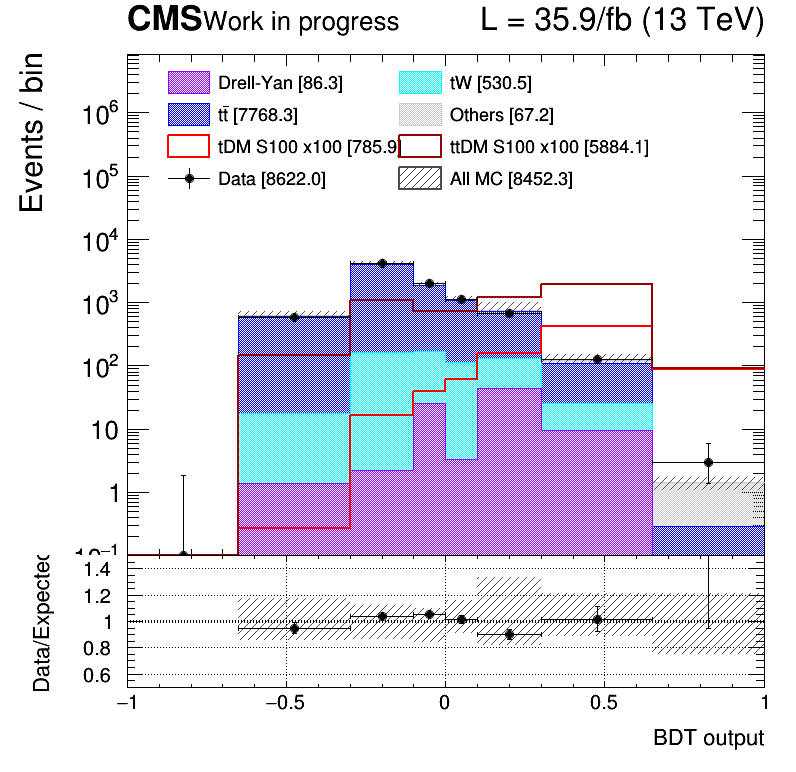 CMS Work in progress L = 35.9/fb (13 TeV)
Events / bin
Drell-Yan [86.3] tW [530.5]
tt̄ [7768.3] Others [67.2]
tDM S100 x100 [785.9] ttDM S100 x100 [5884.1]
Data [8622.0] All MC [8452.3]
10⁶
10⁵
10⁴
10³
10²
10
1
10⁻¹
Data/Expected
1.4
1.2
1
0.8
0.6
−1 −0.5 0 0.5 1
BDT output